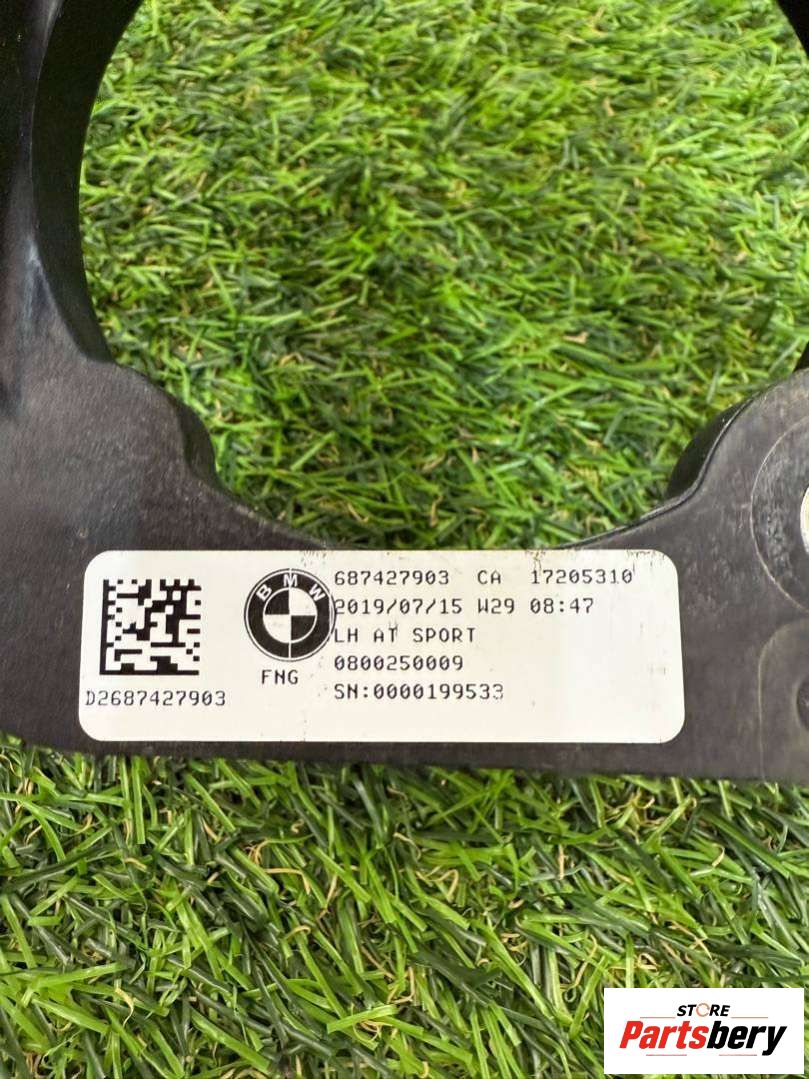 687427903 CA 17205310
BMW
2019/07/15 W29 08:47
LH AT SPORT
0800250009
FNG
SN:0000199533
D2687427903
STORE
Partsbery